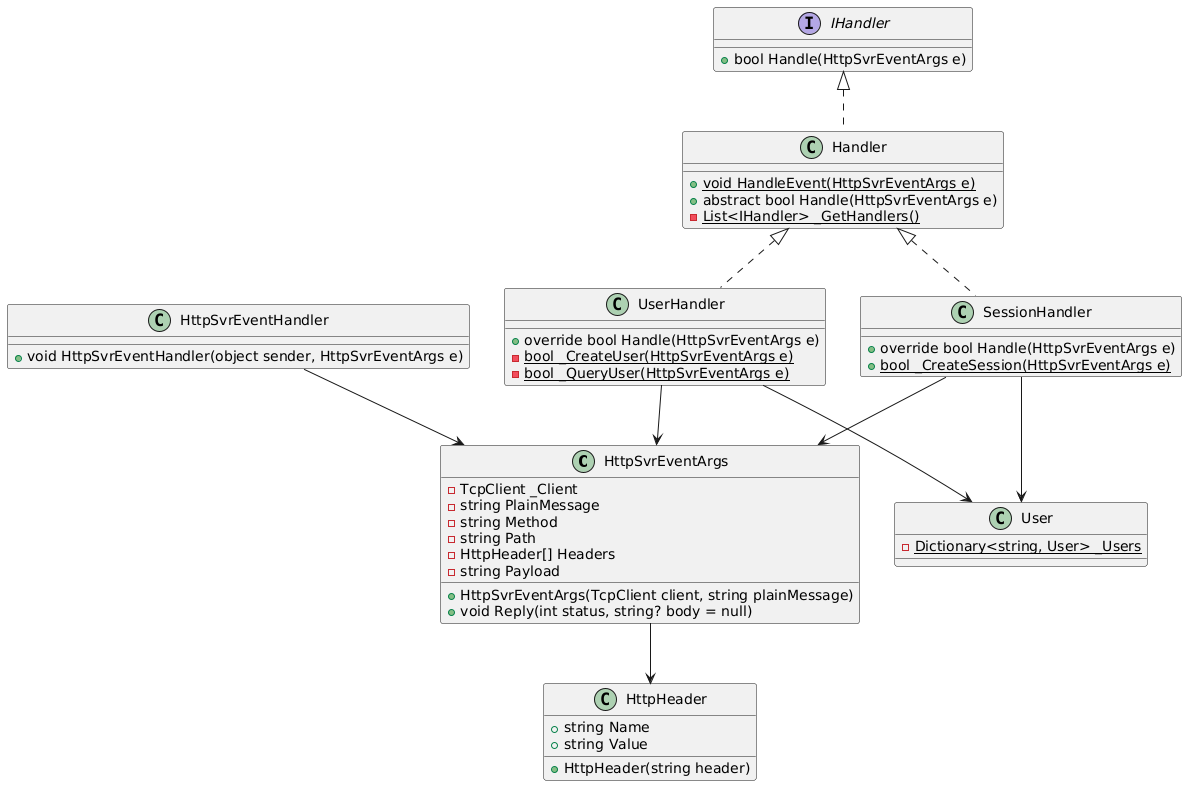 I IHandler
bool Handle(HttpSvrEventArgs e)
C Handler
void HandleEvent(HttpSvrEventArgs e)
abstract bool Handle(HttpSvrEventArgs e)
List<IHandler> _GetHandlers()
C HttpSvrEventHandler
void HttpSvrEventHandler(object sender, HttpSvrEventArgs e)
C UserHandler
override bool Handle(HttpSvrEventArgs e)
bool _CreateUser(HttpSvrEventArgs e)
bool _QueryUser(HttpSvrEventArgs e)
C SessionHandler
override bool Handle(HttpSvrEventArgs e)
bool _CreateSession(HttpSvrEventArgs e)
C HttpSvrEventArgs
TcpClient _Client
string PlainMessage
string Method
string Path
HttpHeader[] Headers
string Payload
HttpSvrEventArgs(TcpClient client, string plainMessage)
void Reply(int status, string? body = null)
C User
Dictionary<string, User> _Users
C HttpHeader
string Name
string Value
HttpHeader(string header)